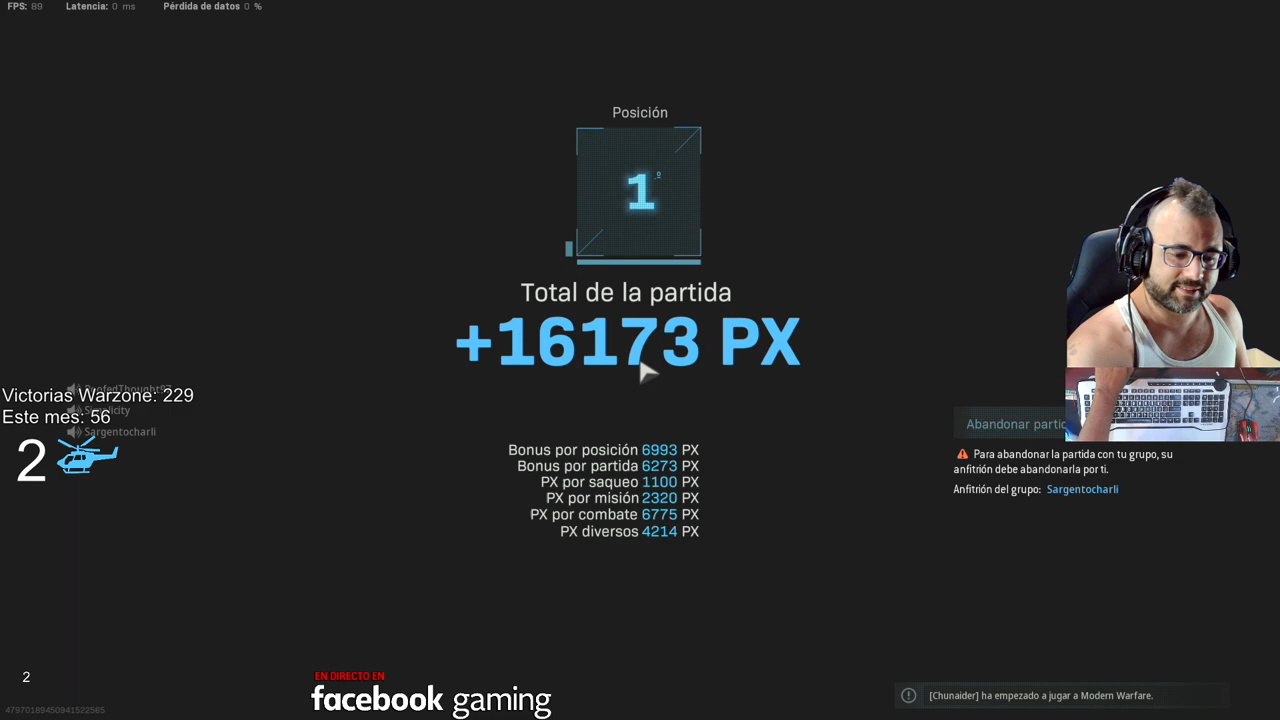 FPS: 89 Latencia: 0 ms Pérdida de datos 0 %
Posición
1.º
Total de la partida
+16173 PX
Victorias Warzone: 229
Este mes: 56
Simplicity
Sargentocharli
2
Bonus por posición 6993 PX
Bonus por partida 6273 PX
PX por saqueo 1100 PX
PX por misión 2320 PX
PX por combate 6775 PX
PX diversos 4214 PX
Abandonar partid
Para abandonar la partida con tu grupo, su
anfitrión debe abandonarla por ti.
Anfitrión del grupo: Sargentocharli
2
EN DIRECTO EN
facebook gaming
[Chunaider] ha empezado a jugar a Modern Warfare.
47970189450941522565